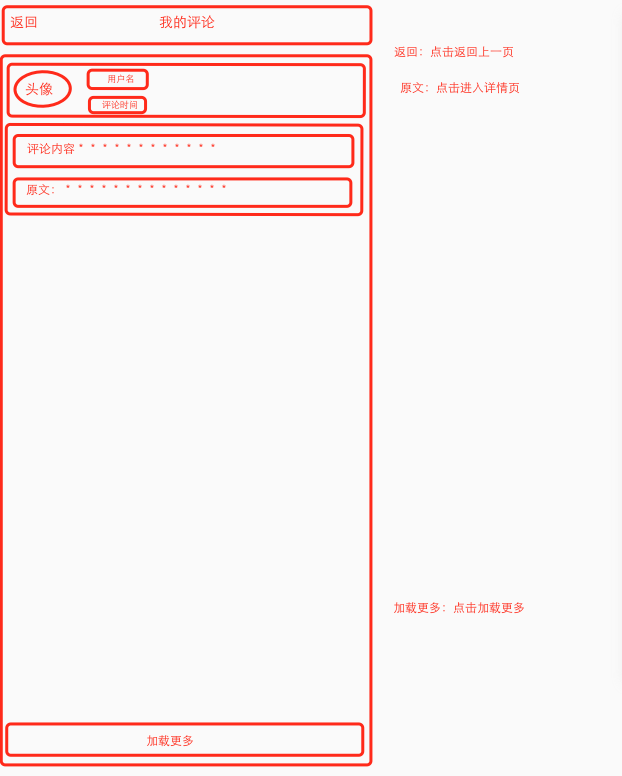 返回 我的评论
返回：点击返回上一页
头像
用户名
原文：点击进入详情页
评论时间
评论内容＊＊＊＊＊＊＊＊＊＊＊＊
原文：＊＊＊＊＊＊＊＊＊＊＊＊＊＊
加载更多：点击加载更多
加载更多